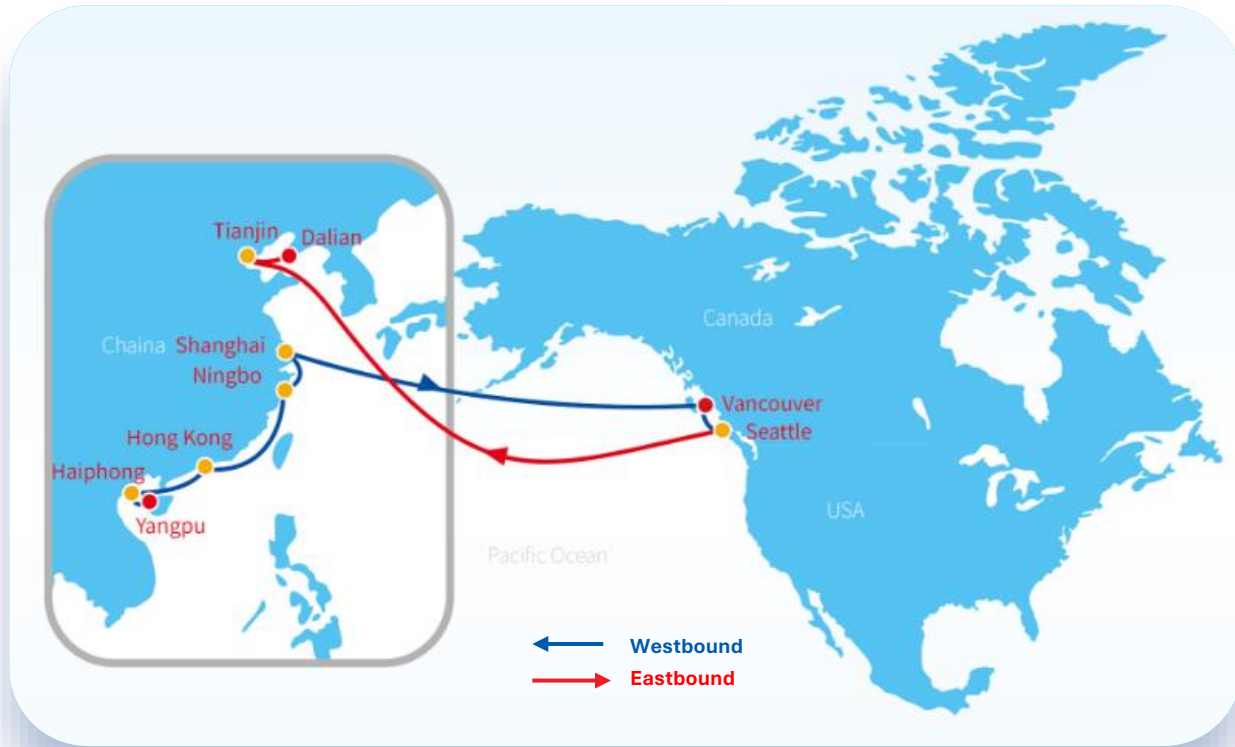 Tianjin
Dalian
Chaina
Shanghai
Ningbo
Hong Kong
Haiphong
Yangpu
Canada
Vancouver
Seattle
USA
Pacific Ocean
Westbound
Eastbound